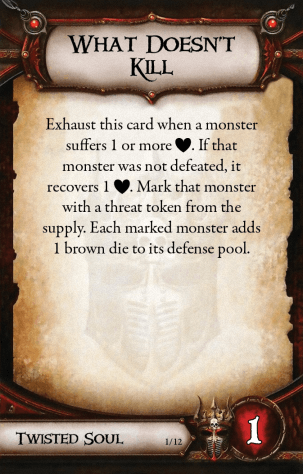 What Doesn't
Kill
Exhaust this card when a monster
suffers 1 or more ♥. If that
monster was not defeated, it
recovers 1 ♥. Mark that monster
with a threat token from the
supply. Each marked monster adds
1 brown die to its defense pool.
Twisted Soul
1/12
1